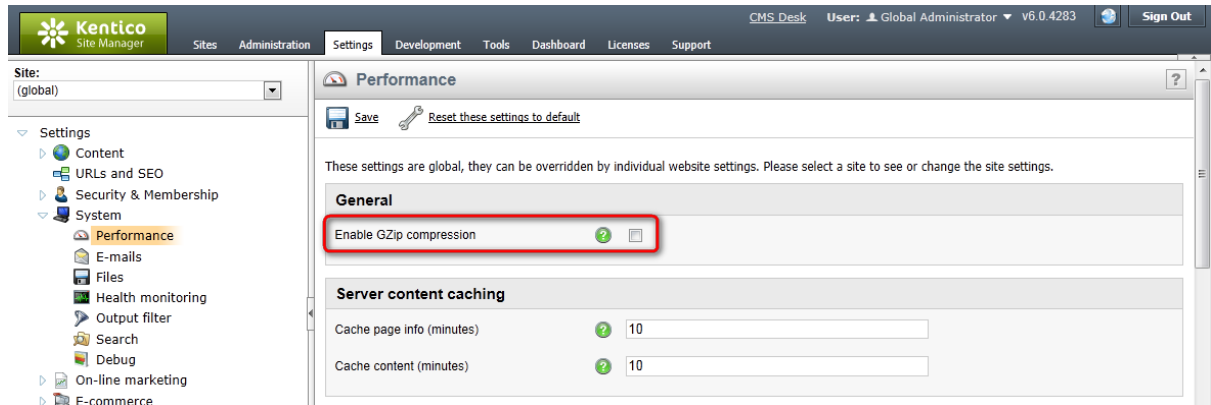 Kentico
Site Manager
CMS Desk User: Global Administrator v6.0.4283 Sign Out
Sites Administration Settings Development Tools Dashboard Licenses Support
Site:
(global)
Settings
Content
URLs and SEO
Security & Membership
System
Performance
E-mails
Files
Health monitoring
Output filter
Search
Debug
On-line marketing
E-commerce
Performance
?
Save Reset these settings to default
These settings are global, they can be overridden by individual website settings. Please select a site to see or change the site settings.
General
Enable GZip compression ?
Server content caching
Cache page info (minutes) ? 10
Cache content (minutes) ? 10